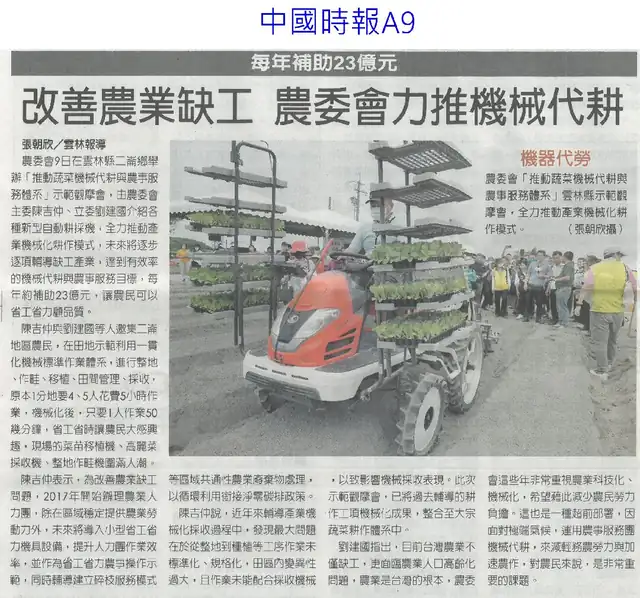 中國時報A9
每年補助23億元
改善農業缺工 農委會力推機械代耕
張朝欣／雲林報導
農委會9日在雲林縣二崙鄉舉
辦「推動蔬菜機械代耕與農事服
務體系」示範觀摩會，由農委會
主委陳吉仲、立委劉建國介紹各
種新型自動耕採機，全力推動產
業機械化耕作模式，未來將逐步
逐項輔導缺工產業，達到有效率
的機械代耕與農事服務目標，每
年約補助23億元，讓農民可以
省工省力顧品質。
陳吉仲與劉建國等人邀集二崙
地區農民，在田地示範利用一貫
化機械標準作業體系，進行整地
、作畦、移植、田間管理、採收，
原本1分地要4、5人花費5小時作
業，機械化後，只要1人作業50
幾分鐘，省工省時讓農民大感興
趣，現場的菜苗移植機、高麗菜
採收機、整地作畦機圍滿人潮。
陳吉仲表示，為改善農業缺工
問題，2017年開始辦理農業人
力團，除在區域穩定提供農業勞
動力外，未來將導入小型省工省
力機具設備，提升人力團作業效
率，並作為省工省力農事操作示
範，同時輔導建立碎枝服務模式
等區域共通性農業廢棄物處理，
以循環利用銜接淨零碳排政策。
陳吉仲說，近年來輔導產業機
械化採收過程中，發現最大問題
在於從整地到種植等工序作業未
僅缺乏標準化、規格化，田區內變異性
過大，且作業未能配合採收機械
，以致影響機械採收表現。此次
示範觀摩會，已將過去輔導的耕
作工項機械化成果，整合至大宗
蔬菜耕作體系中。
劉建國指出，目前台灣農業不
僅缺工，更面臨農業人口高齡化
問題，農業是台灣的根本，農委
會這些年非常重視農業科技化、
機械化，希望藉此減少農民勞力
負擔。這也是一種超前部署，因
面對極端氣候，運用農事服務團
機械代耕，來減輕務農勞力與加
速農作，對農民來說，是非常重
要的課題。
機器代勞
農委會「推動蔬菜機械代耕與
農事服務體系」雲林縣示範觀
摩會，全力推動產業機械化耕
作模式。 （張朝欣攝）